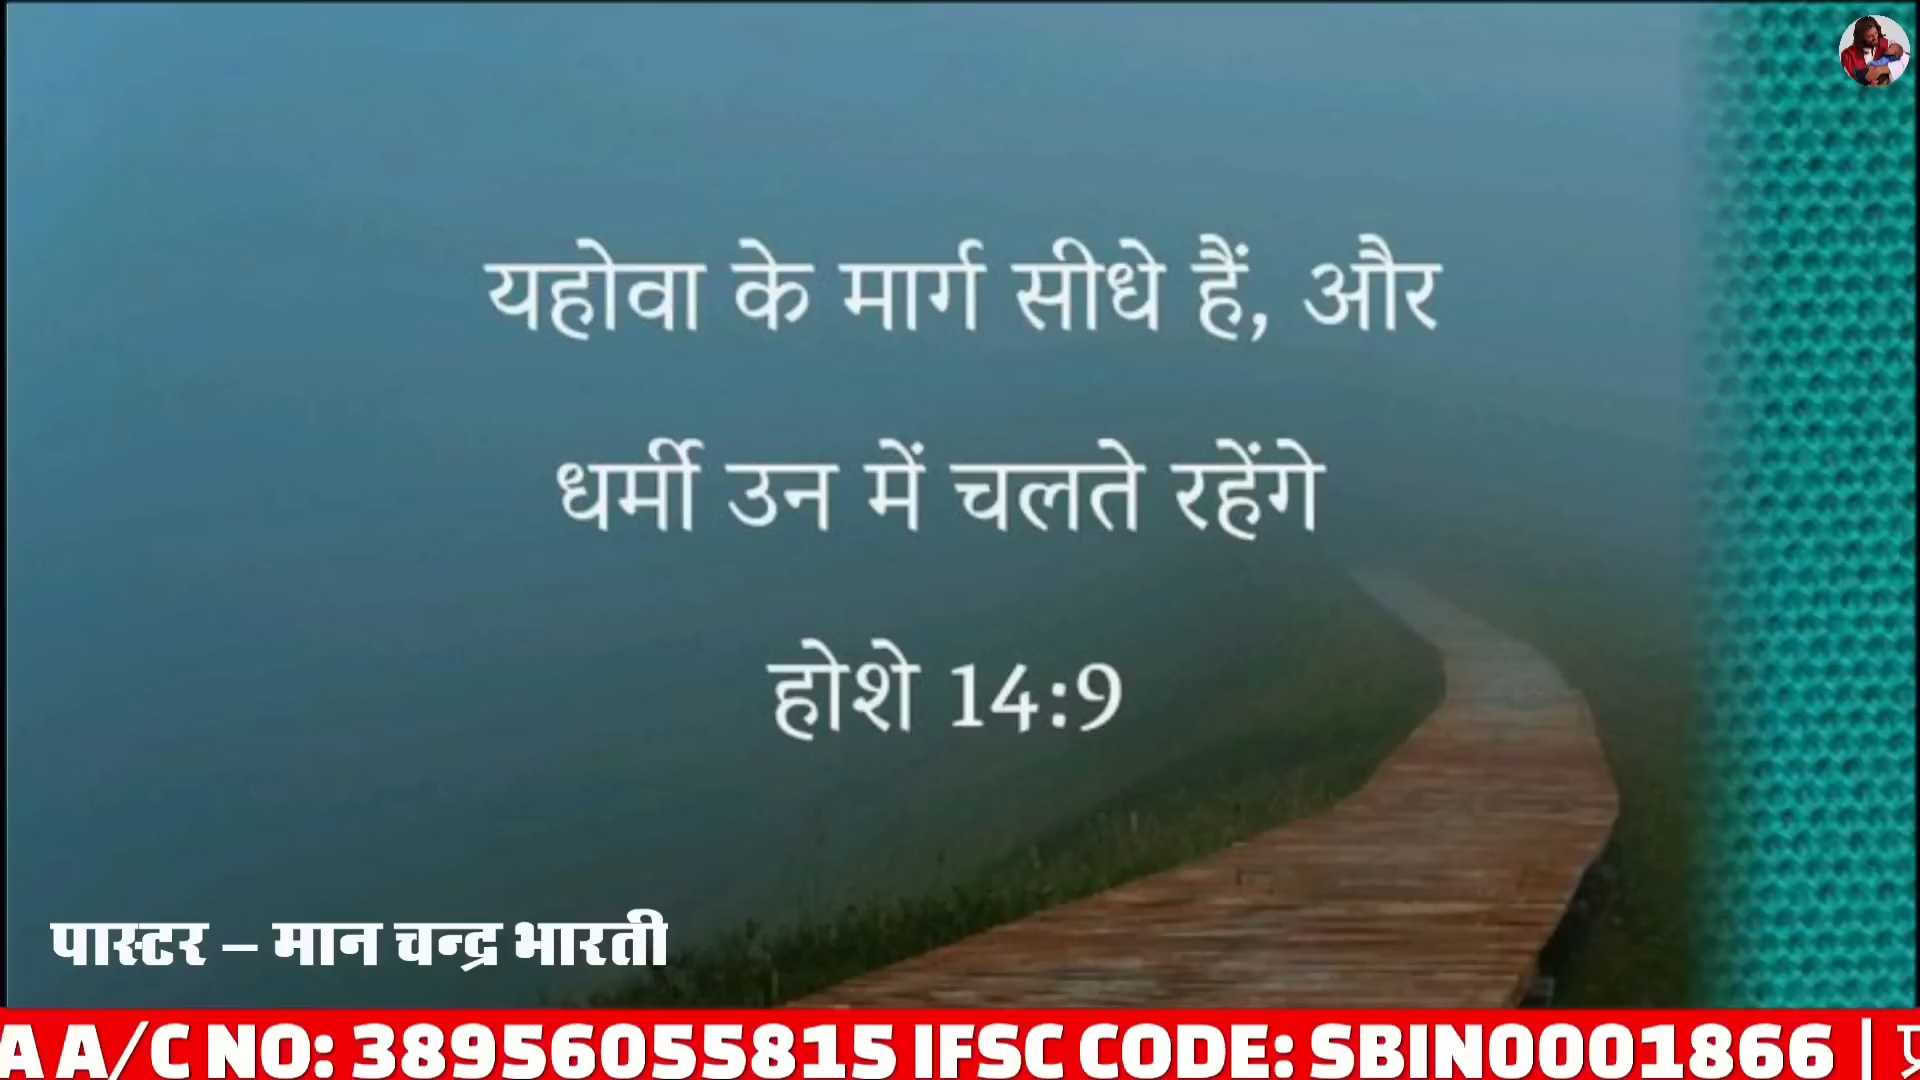 यहोवा के मार्ग सीधे हैं, और
धर्मी उन में चलते रहेंगे
होशे 14:9
पास्टर – मान चन्द्र भारती
A A/C NO: 38956055815 IFSC CODE: SBIN0001866 |